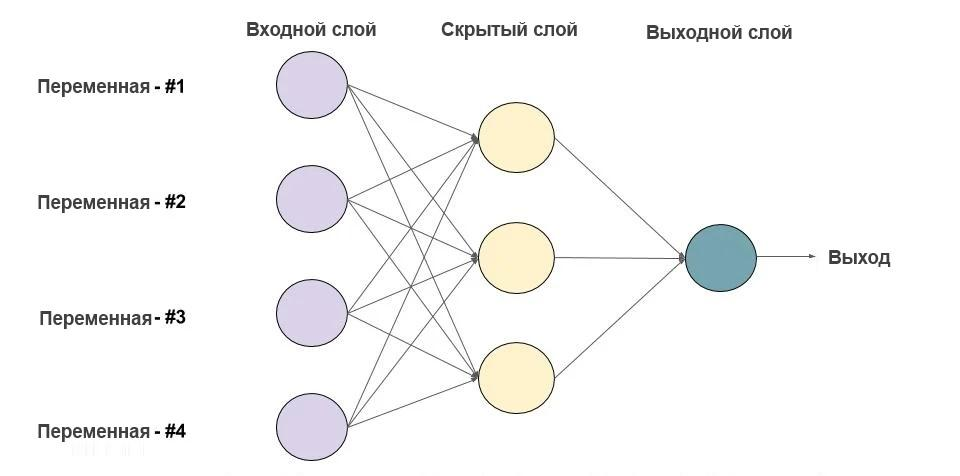 Входной слой
Скрытый слой
Выходной слой
Переменная - #1
Переменная - #2
Переменная - #3
Переменная - #4
Выход